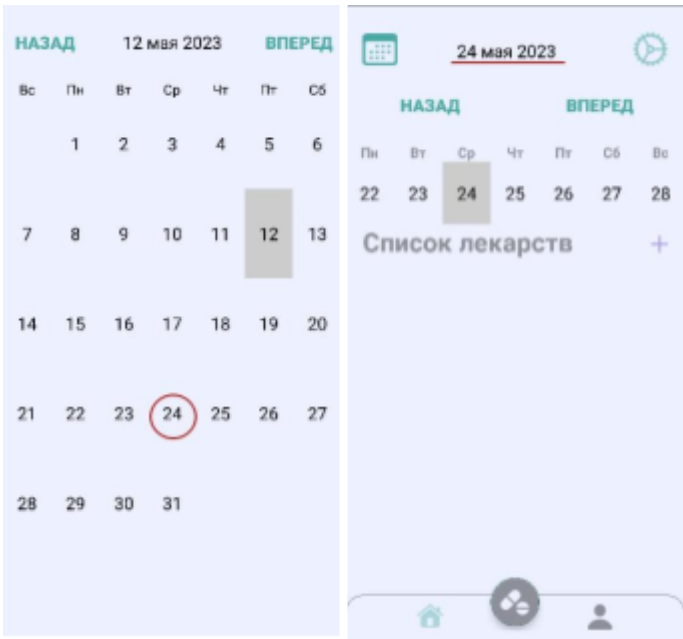 НАЗАД 12 мая 2023 ВПЕРЕД
Вс Пн Вт Ср Чт Пт Сб
1 2 3 4 5 6
7 8 9 10 11 12 13
14 15 16 17 18 19 20
21 22 23 24 25 26 27
28 29 30 31
24 мая 2023
НАЗАД ВПЕРЕД
Пн Вт Ср Чт Пт Сб Вс
22 23 24 25 26 27 28
Список лекарств +